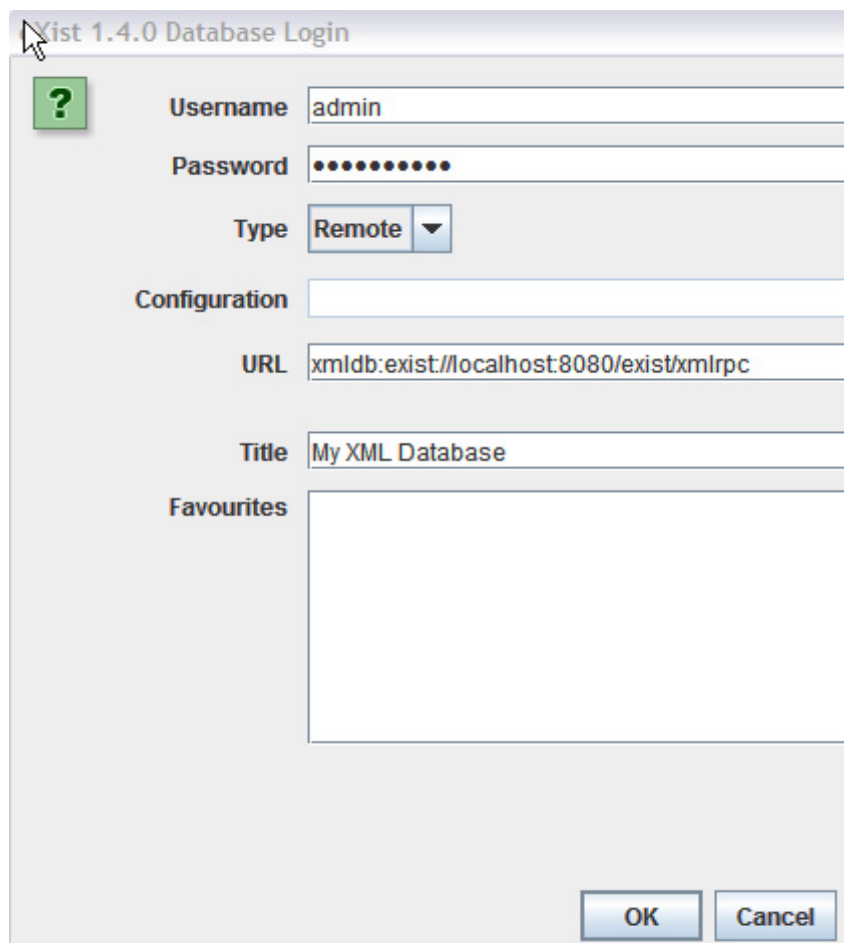 eXist 1.4.0 Database Login
?
Username admin
Password ••••••••••
Type Remote
Configuration
URL xmldb:exist://localhost:8080/exist/xmlrpc
Title My XML Database
Favourites
OK Cancel